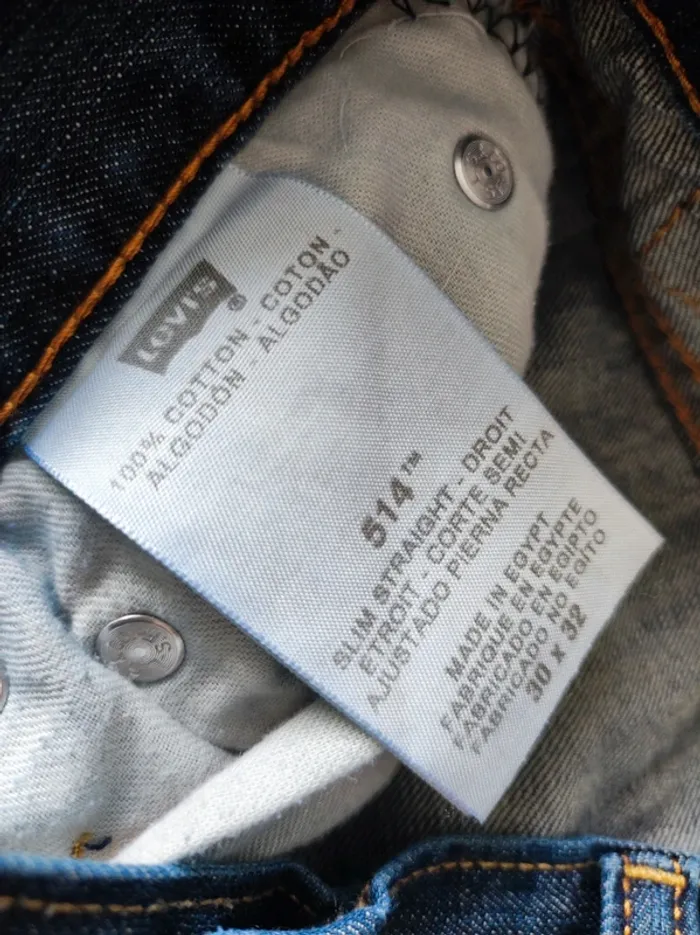 LEVI'S®
100% COTTON - COTON -
ALGODÓN - ALGODÃO
514™
SLIM STRAIGHT - DROIT
ETROIT - CORTE SEMI
AJUSTADO PIERNA RECTA
MADE IN EGYPT
FABRIQUE EN EGYPTE
FABRICADO EN EGIPTO
FABRICADO NO EGITO
30 x 32